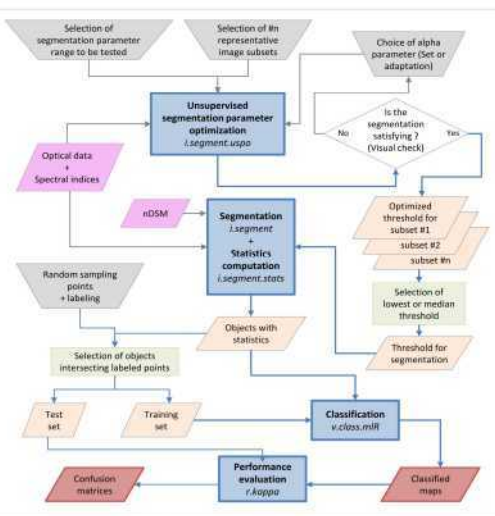 Selection of
segmentation parameter
range to be tested
Selection of #n
representative
image subsets
Choice of alpha
parameter (Set or
adaptation)
Unsupervised
segmentation parameter
optimization
i.segment.uspo
Is the
segmentation
satisfying ?
(Visual check)
No
Yes
Optical data
+
Spectral indices
nDSM
Segmentation
i.segment
+
Statistics
computation
i.segment.stats
Optimized
threshold for
subset #1
subset #2
subset #n
Random sampling
points
+ labeling
Selection of
lowest or median
threshold
Objects with
statistics
Threshold for
segmentation
Selection of objects
intersecting labeled points
Test
set
Training
set
Classification
v.class.mlR
Confusion
matrices
Performance
evaluation
r.kappa
Classified
maps